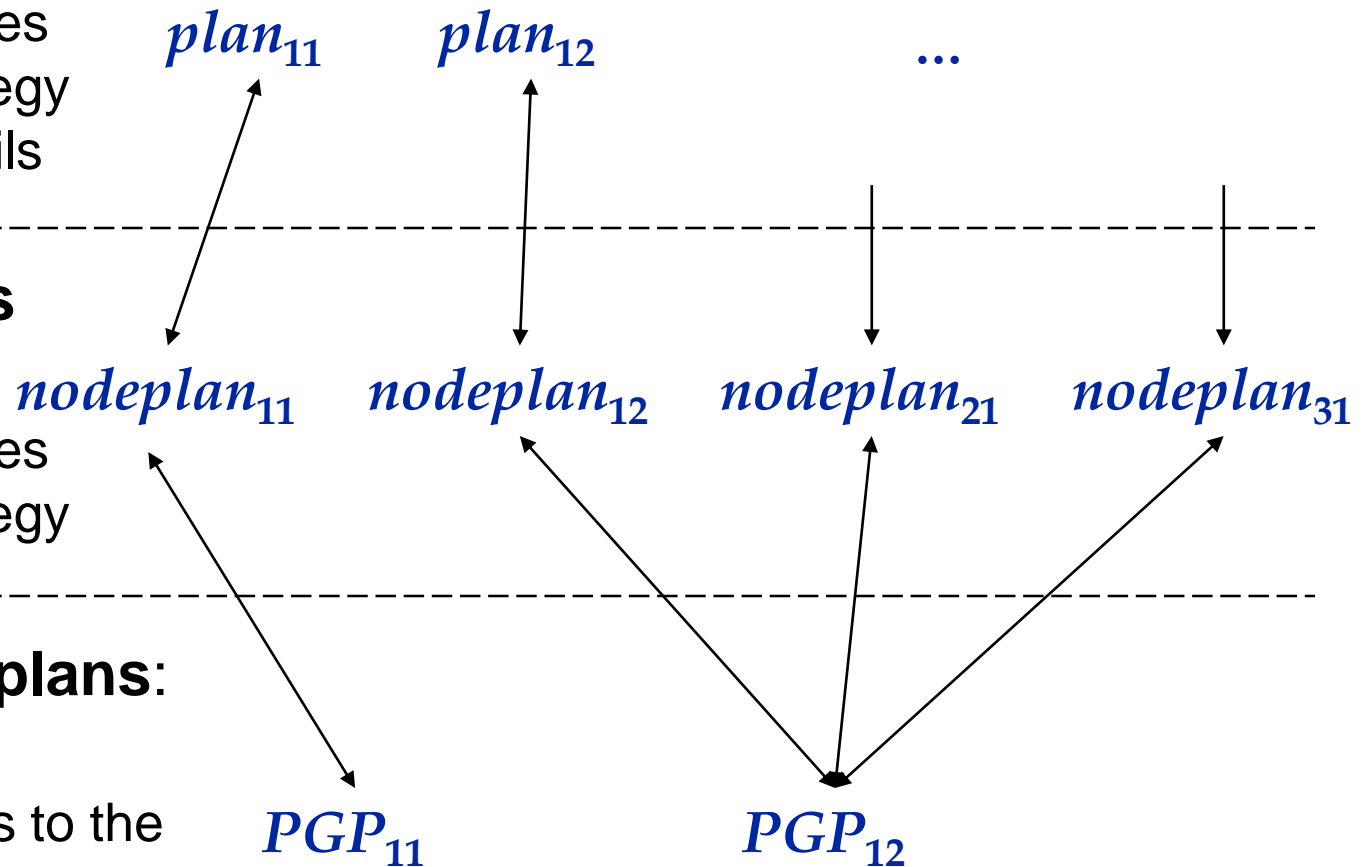 es plan₁₁ plan₁₂ ...
egy
ils
s
nodeplan₁₁ nodeplan₁₂ nodeplan₂₁ nodeplan₃₁
es
egy
plans:
s to the PGP₁₁ PGP₁₂